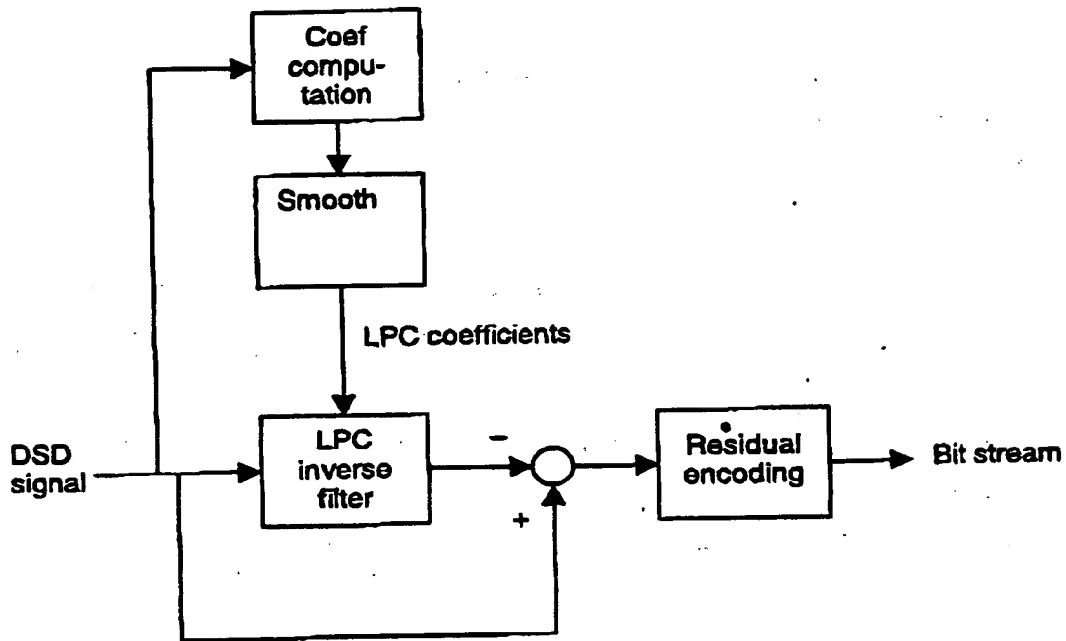 Coef
compu-
tation
Smooth
LPC coefficients
DSD
signal
LPC
inverse
filter
−
+
Residual
encoding
Bit stream